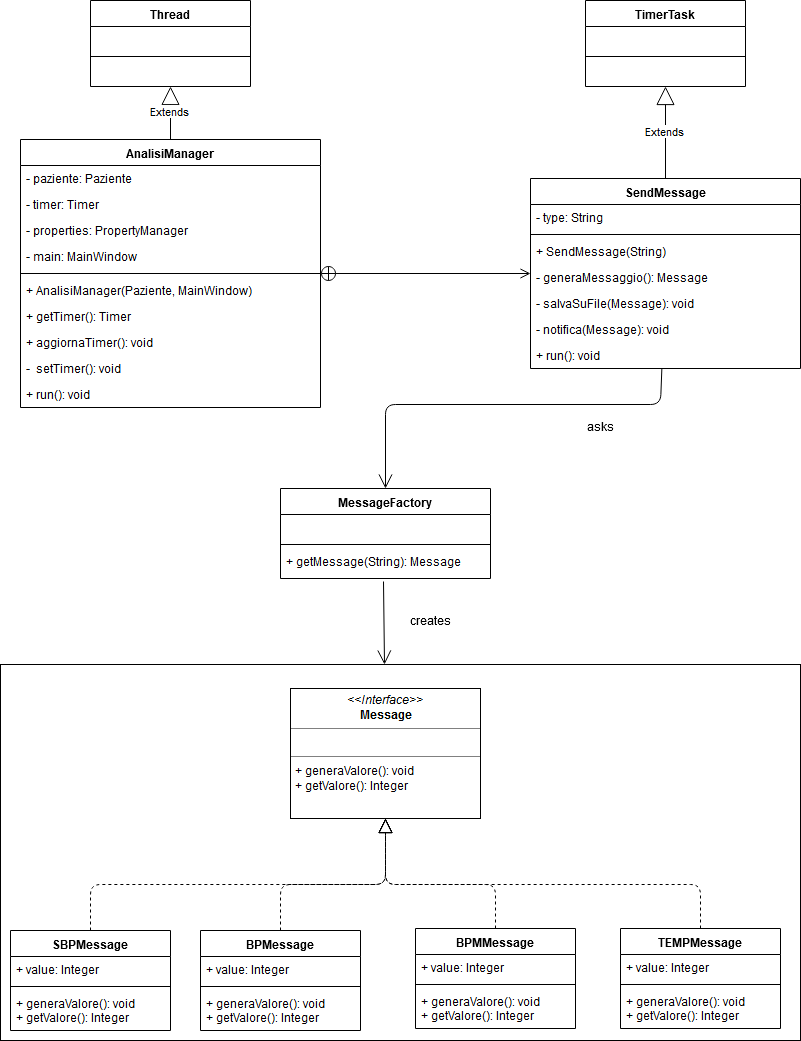 Thread
TimerTask
Extends
Extends
AnalisiManager
- paziente: Paziente
- timer: Timer
- properties: PropertyManager
- main: MainWindow
+ AnalisiManager(Paziente, MainWindow)
+ getTimer(): Timer
+ aggiornaTimer(): void
-  setTimer(): void
+ run(): void
SendMessage
- type: String
+ SendMessage(String)
- generaMessaggio(): Message
- salvaSuFile(Message): void
- notifica(Message): void
+ run(): void
asks
MessageFactory
+ getMessage(String): Message
creates
<<Interface>>
Message
+ generaValore(): void
+ getValore(): Integer
SBPMessage
+ value: Integer
+ generaValore(): void
+ getValore(): Integer
BPMessage
+ value: Integer
+ generaValore(): void
+ getValore(): Integer
BPMMessage
+ value: Integer
+ generaValore(): void
+ getValore(): Integer
TEMPMessage
+ value: Integer
+ generaValore(): void
+ getValore(): Integer